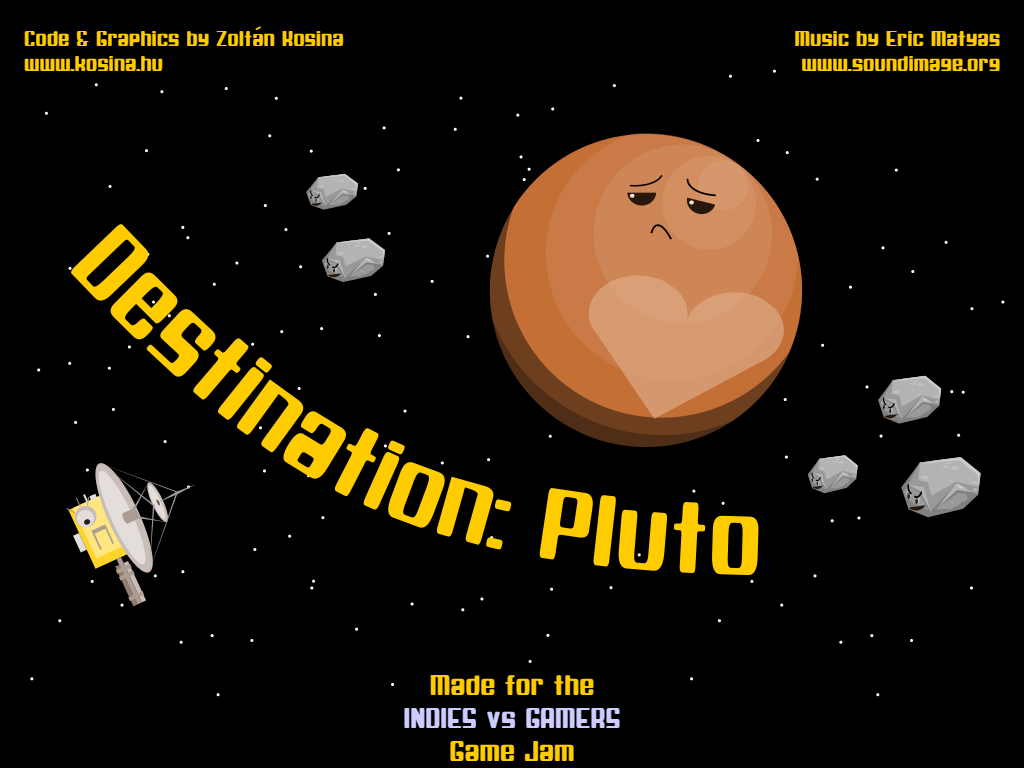 Code & Graphics by Zoltán Kosina
www.kosina.hu
Music by Eric Matyas
www.soundimage.org
Destination: Pluto
Made for the
INDIES vs GAMERS
Game Jam